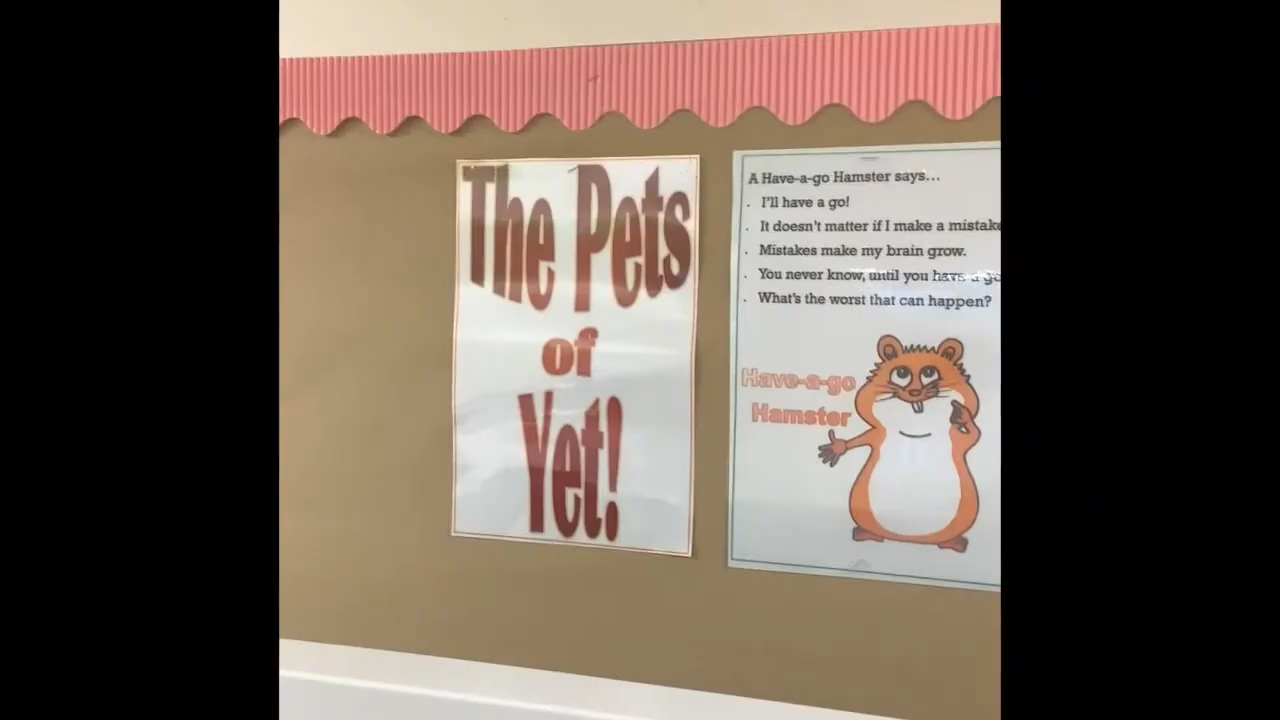 The Pets
of
Yet!
A Have-a-go Hamster says...
. I'll have a go!
. It doesn't matter if I make a mistake
. Mistakes make my brain grow.
. You never know, until you have a go
. What's the worst that can happen?
Have-a-go
Hamster